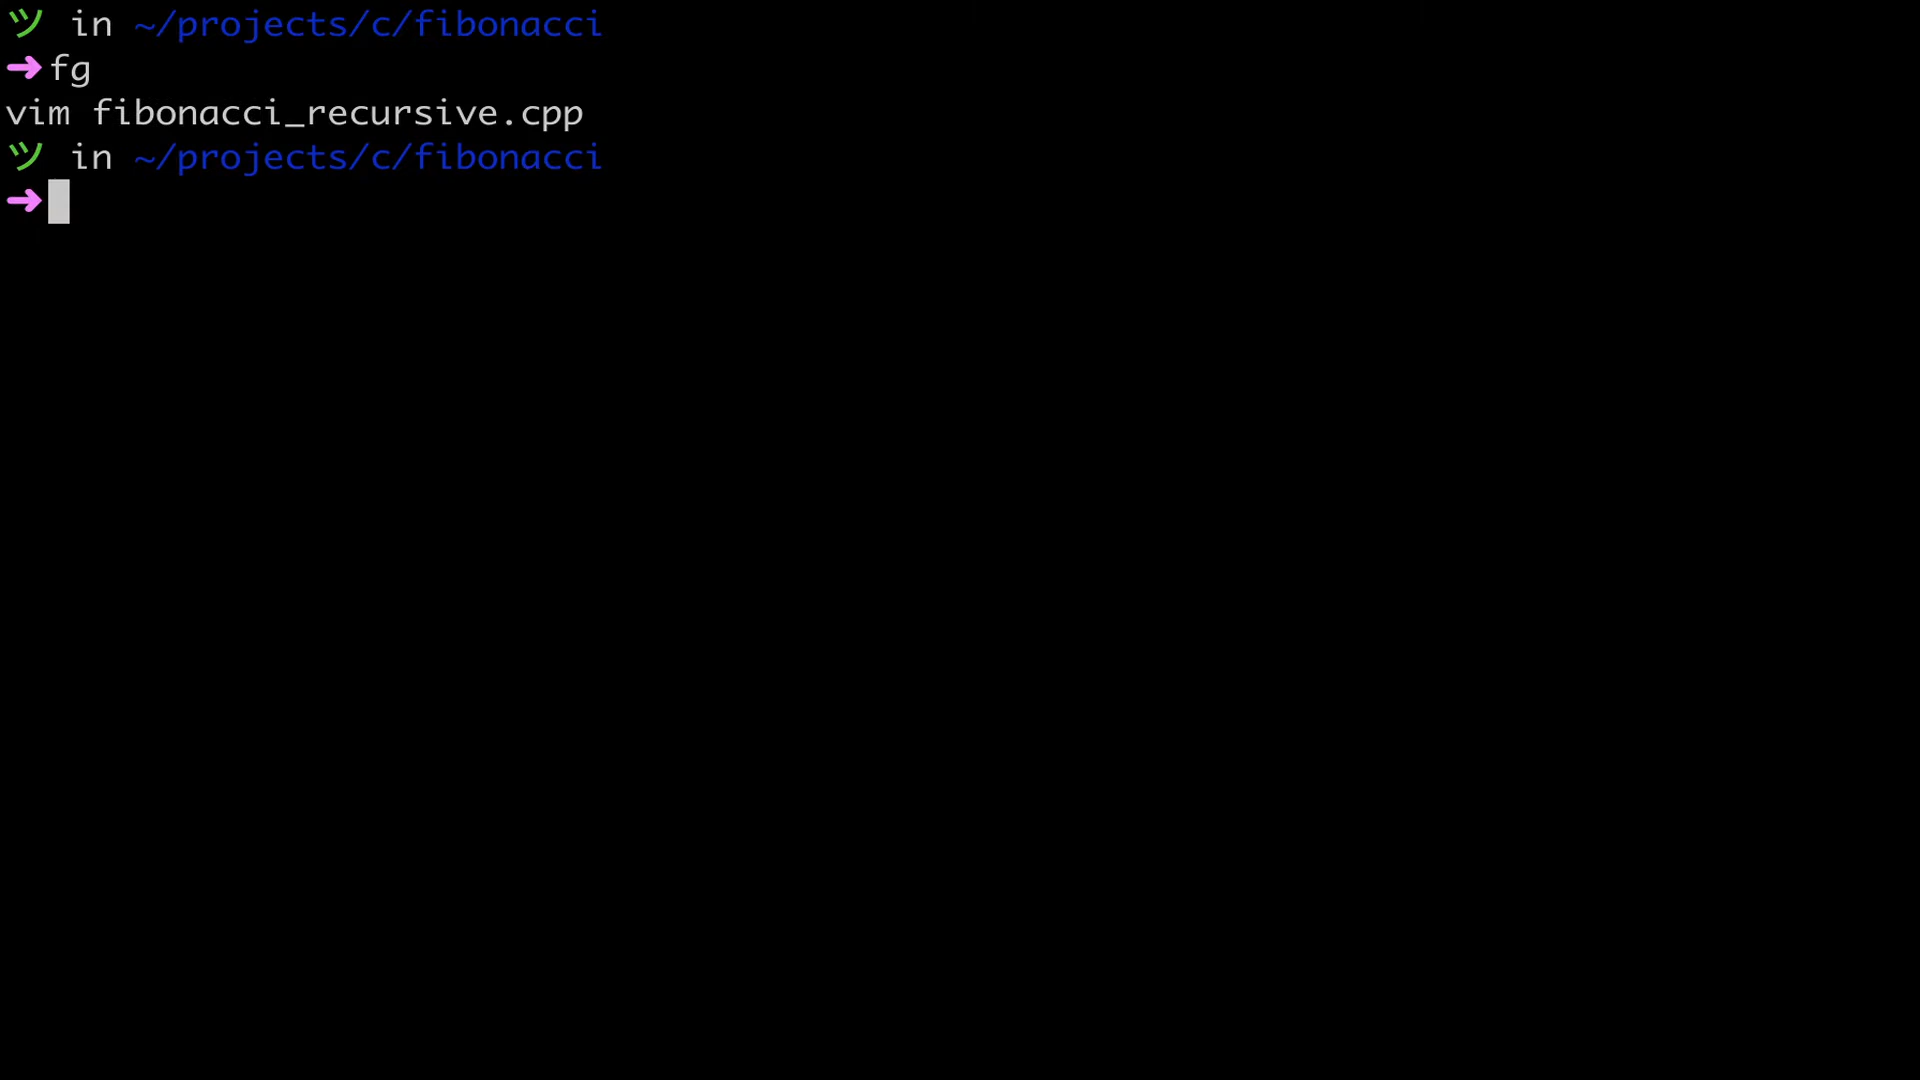 ツ in ~/projects/c/fibonacci
➜ fg
vim fibonacci_recursive.cpp
ツ in ~/projects/c/fibonacci
➜